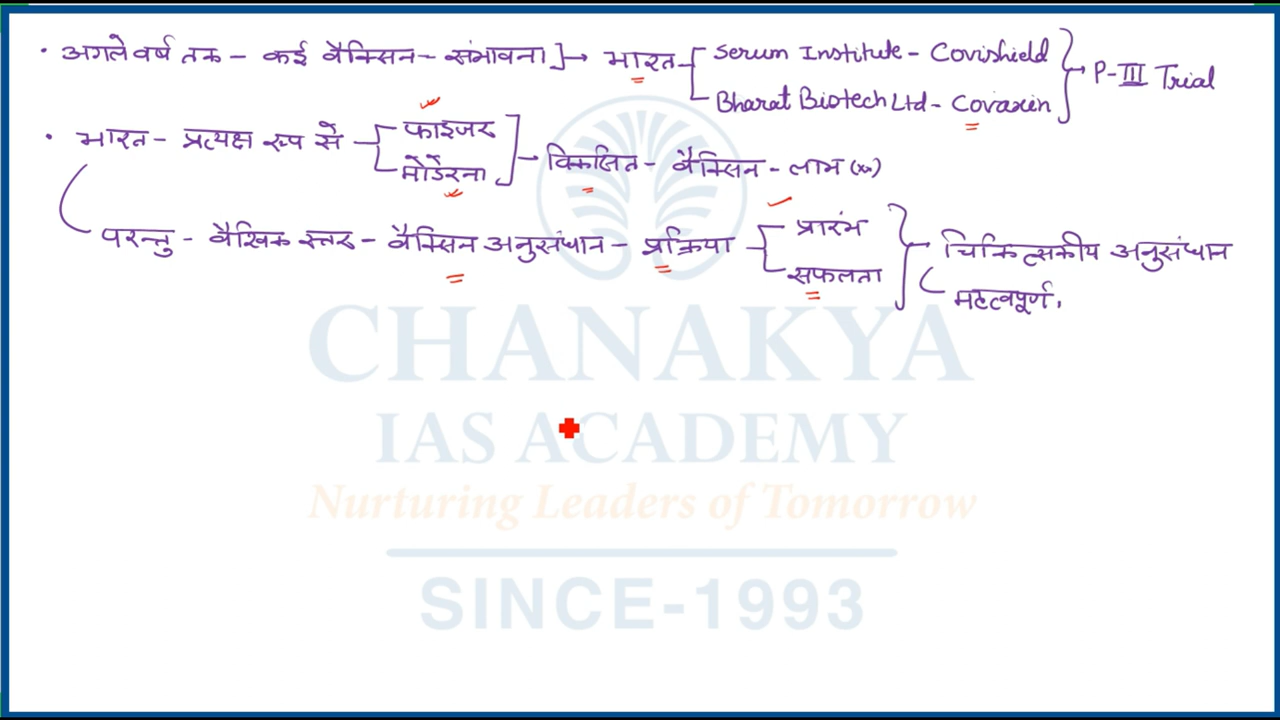 • अगले वर्ष तक - कई वैक्सिन - संभावना ]→ भारत - Serum Institute - Covishield
Bharat Biotech Ltd - Covaxin
→ P-III Trial
• भारत - प्रत्यक्ष रूप से - फाइजर
मोर्डेरना
- विकसित - वैक्सिन - लाभ (x)
परन्तु - वैश्विक स्तर - वैक्सिन अनुसंधान - प्रक्रिया - प्रारंभ
सफलता
- चिकित्सकीय अनुसंधान
महत्वपूर्ण.
CHANAKYA
IAS ACADEMY
Nurturing Leaders of Tomorrow
SINCE-1993